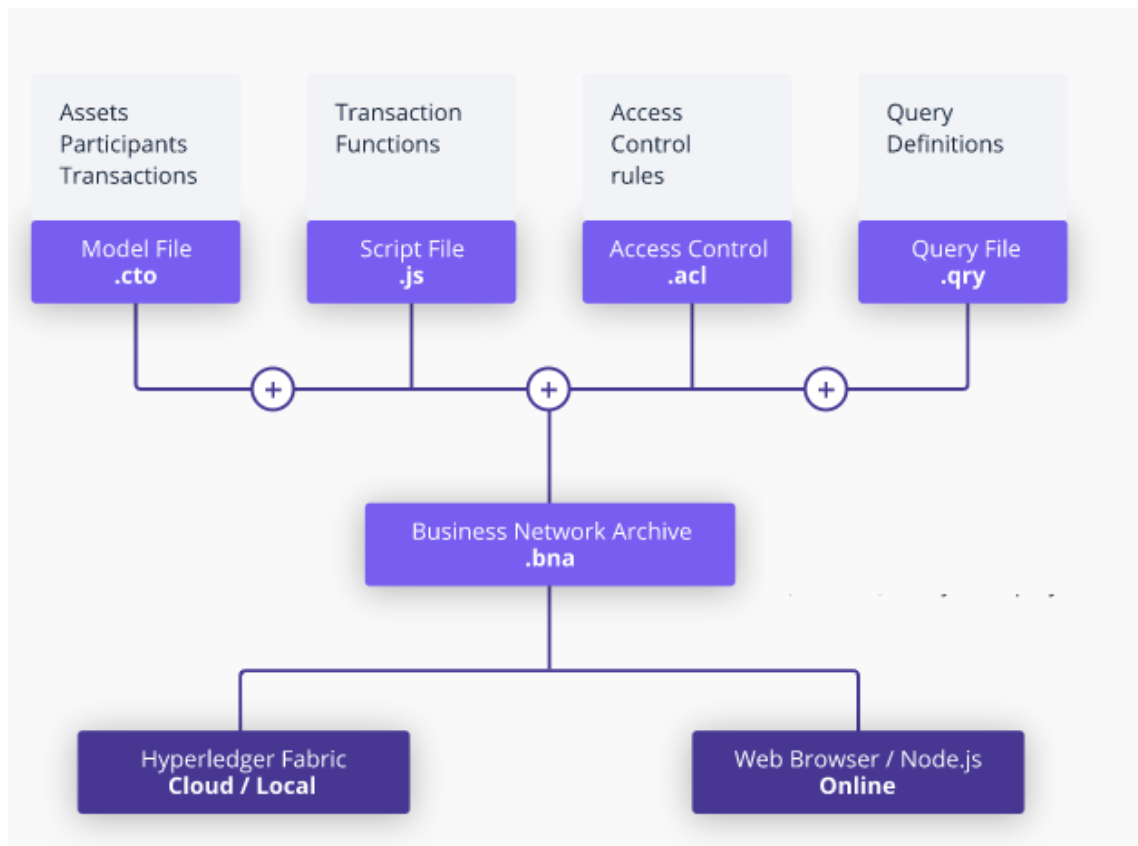 Assets
Participants
Transactions
Model File
.cto
Transaction
Functions
Script File
.js
Access
Control
rules
Access Control
.acl
Query
Definitions
Query File
.qry
+
+
+
Business Network Archive
.bna
Hyperledger Fabric
Cloud / Local
Web Browser / Node.js
Online